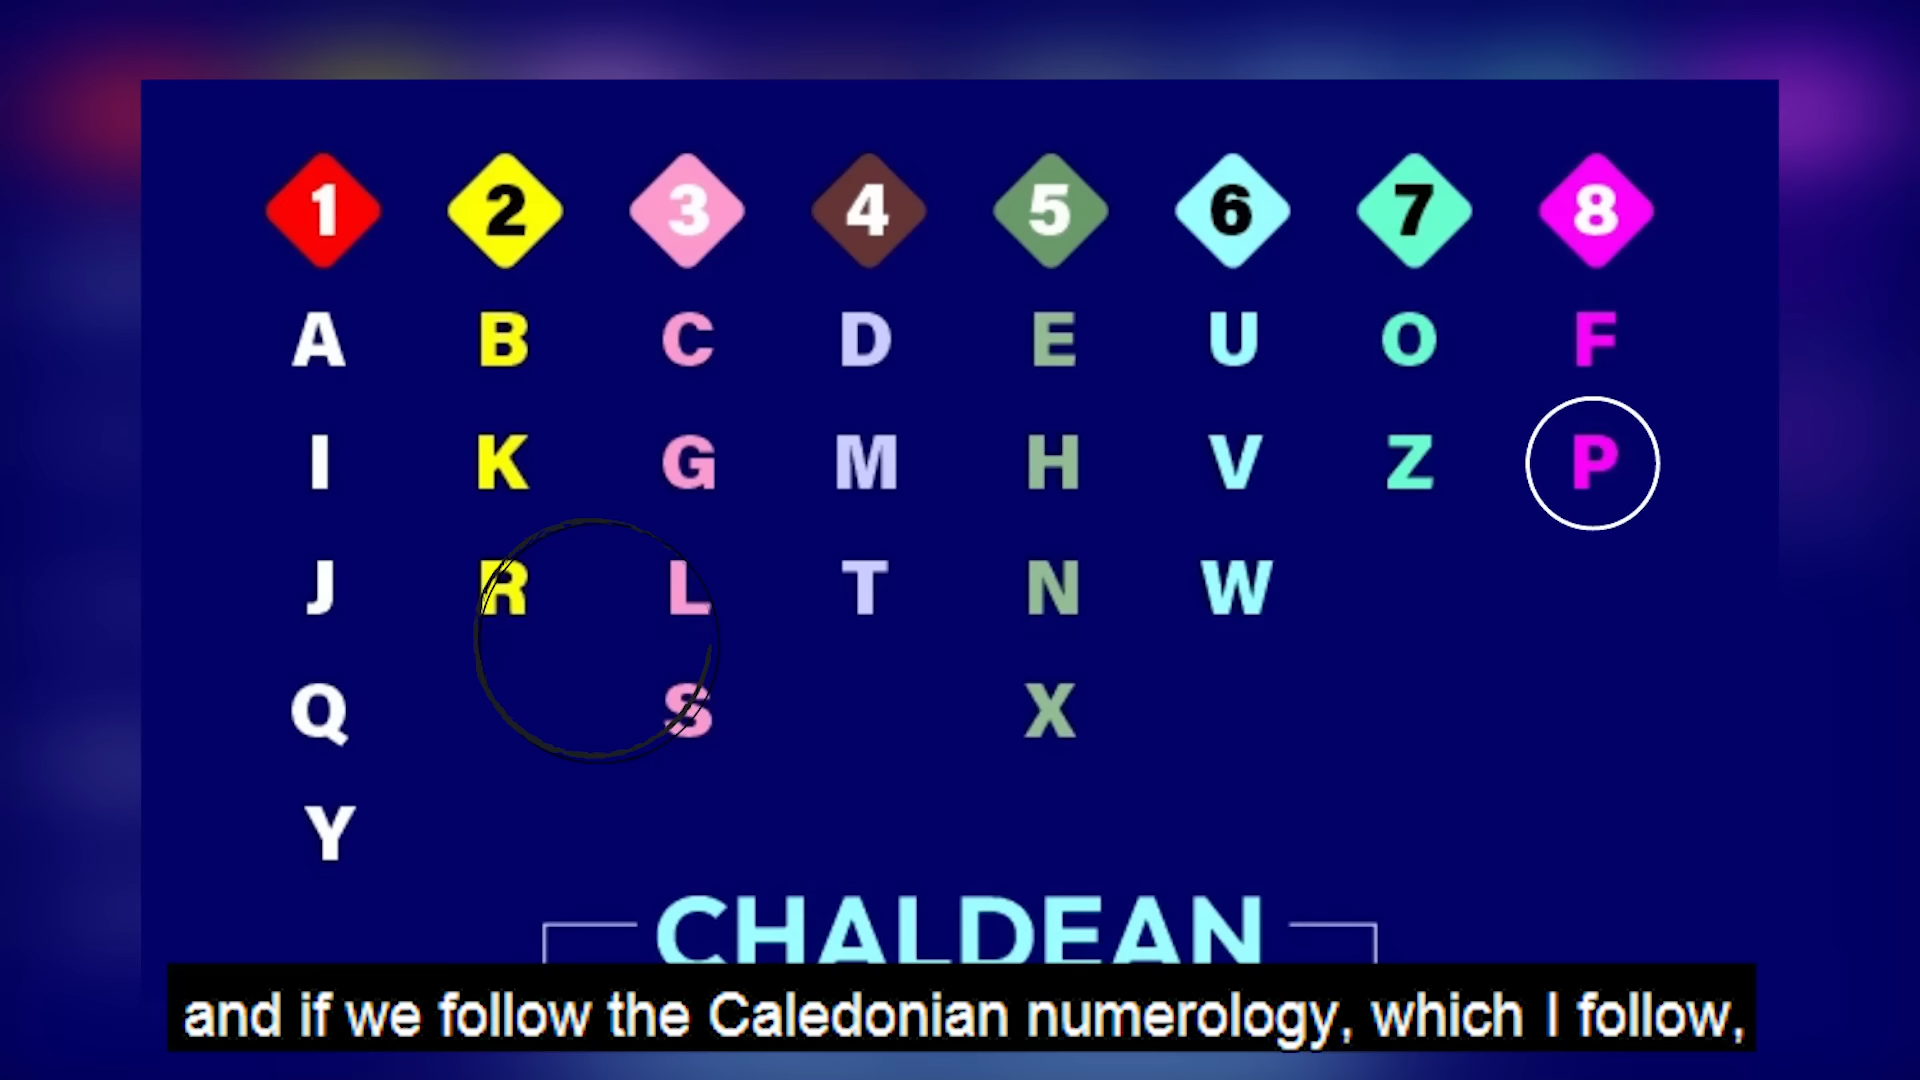 1 2 3 4 5 6 7 8
A B C D E U O F
I K G M H V Z P
J R L T N W
Q S X
Y
CHALDEAN
and if we follow the Caledonian numerology, which I follow,